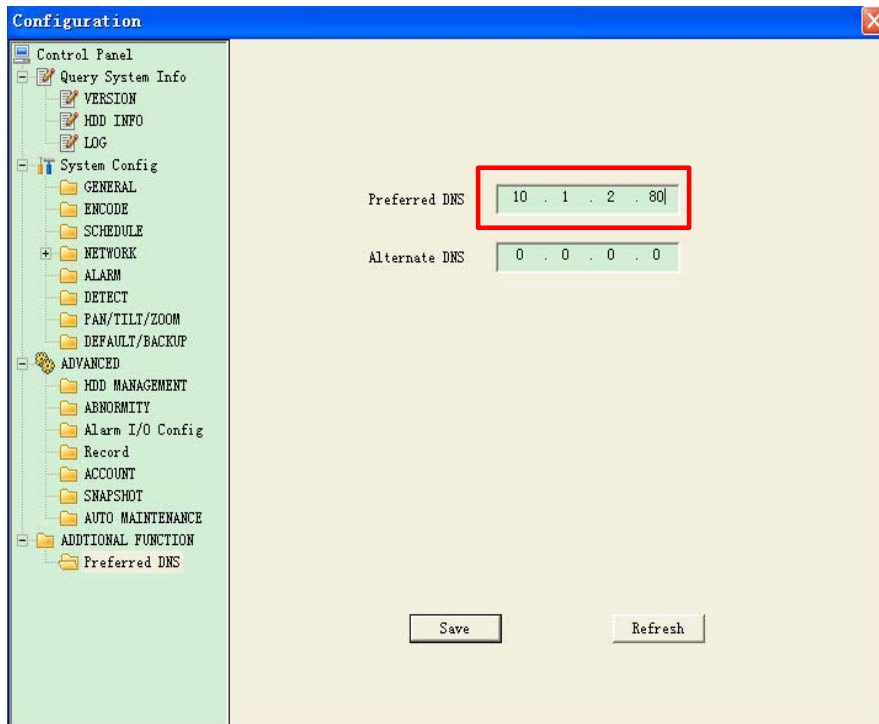 Configuration
Control Panel
Query System Info
VERSION
HDD INFO
LOG
System Config
GENERAL
ENCODE
SCHEDULE
NETWORK
ALARM
DETECT
PAN/TILT/ZOOM
DEFAULT/BACKUP
ADVANCED
HDD MANAGEMENT
ABNORMITY
Alarm I/O Config
Record
ACCOUNT
SNAPSHOT
AUTO MAINTENANCE
ADDTIONAL FUNCTION
Preferred DNS
Preferred DNS 10 . 1 . 2 . 80
Alternate DNS 0 . 0 . 0 . 0
Save Refresh